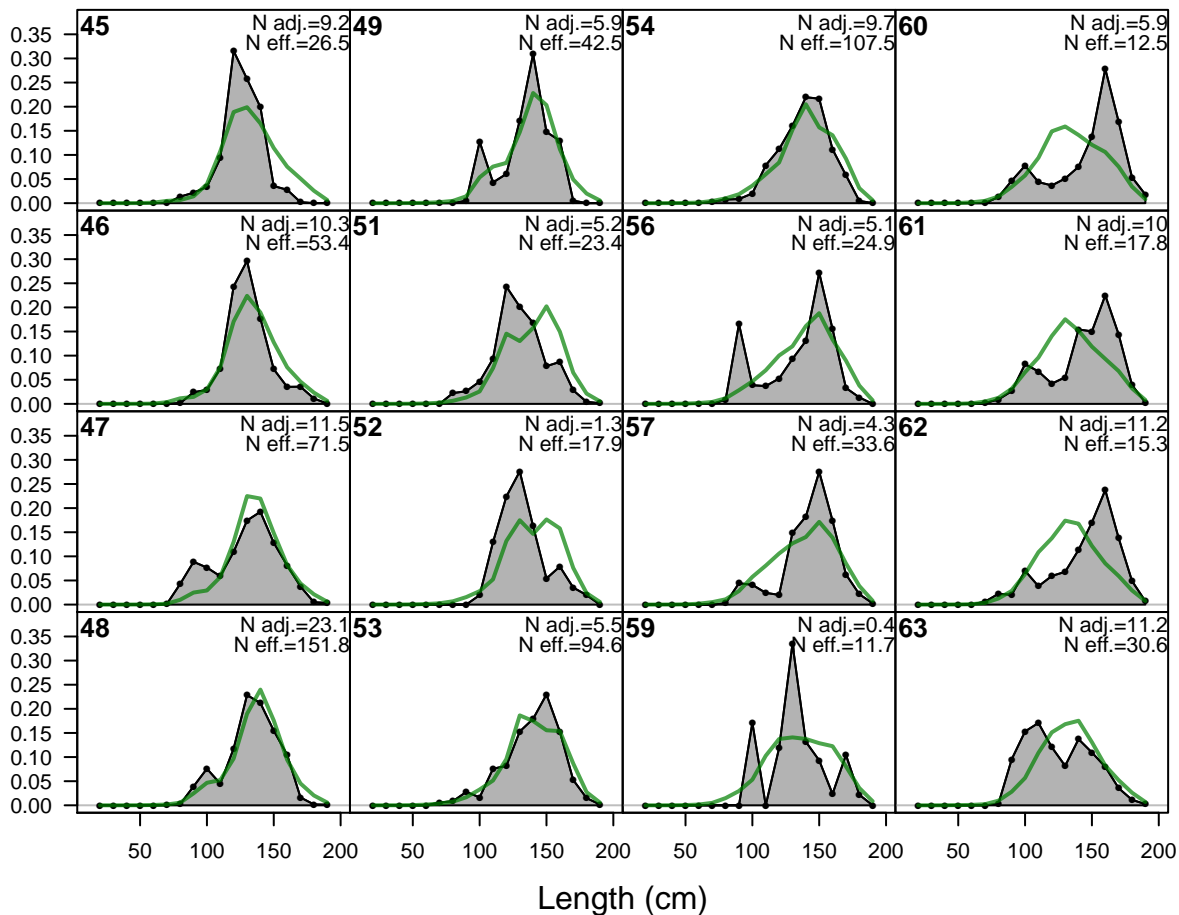 45
N adj.=9.2
N eff.=26.5
49
N adj.=5.9
N eff.=42.5
54
N adj.=9.7
N eff.=107.5
60
N adj.=5.9
N eff.=12.5
0.35
0.30
0.25
0.20
0.15
0.10
0.05
0.00
46
N adj.=10.3
N eff.=53.4
51
N adj.=5.2
N eff.=23.4
56
N adj.=5.1
N eff.=24.9
61
N adj.=10
N eff.=17.8
0.35
0.30
0.25
0.20
0.15
0.10
0.05
0.00
47
N adj.=11.5
N eff.=71.5
52
N adj.=1.3
N eff.=17.9
57
N adj.=4.3
N eff.=33.6
62
N adj.=11.2
N eff.=15.3
0.35
0.30
0.25
0.20
0.15
0.10
0.05
0.00
48
N adj.=23.1
N eff.=151.8
53
N adj.=5.5
N eff.=94.6
59
N adj.=0.4
N eff.=11.7
63
N adj.=11.2
N eff.=30.6
0.35
0.30
0.25
0.20
0.15
0.10
0.05
0.00
50 100 150 200 50 100 150 200 50 100 150 200 50 100 150 200
Length (cm)